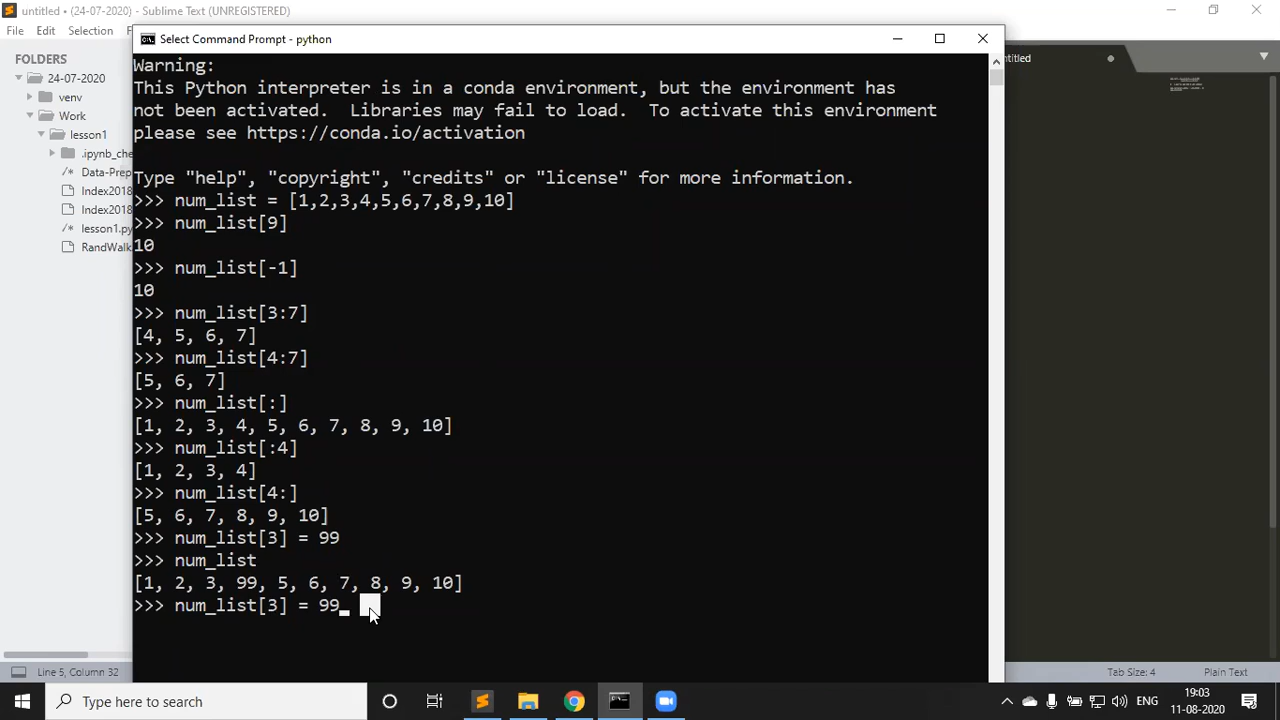 untitled • - Sublime Text (UNREGISTERED)
File Edit Selection
Select Command Prompt - python
FOLDERS
24-07-2020
venv
Work
lesson1
.ipynb_che
/* Data-Prep
Index2018
Index2018
/* lesson1.py
RandWalk
Warning:
This Python interpreter is in a conda environment, but the environment has
not been activated.  Libraries may fail to load.  To activate this environment
please see https://conda.io/activation
Type "help", "copyright", "credits" or "license" for more information.
>>> num_list = [1,2,3,4,5,6,7,8,9,10]
>>> num_list[9]
10
>>> num_list[-1]
10
>>> num_list[3:7]
[4, 5, 6, 7]
>>> num_list[4:7]
[5, 6, 7]
>>> num_list[:]
[1, 2, 3, 4, 5, 6, 7, 8, 9, 10]
>>> num_list[:4]
[1, 2, 3, 4]
>>> num_list[4:]
[5, 6, 7, 8, 9, 10]
>>> num_list[3] = 99
>>> num_list
[1, 2, 3, 99, 5, 6, 7, 8, 9, 10]
>>> num_list[3] = 99_
ntitled
Line 5, Column 32
Tab Size: 4 Plain Text
Type here to search
ENG
19:03
11-08-2020